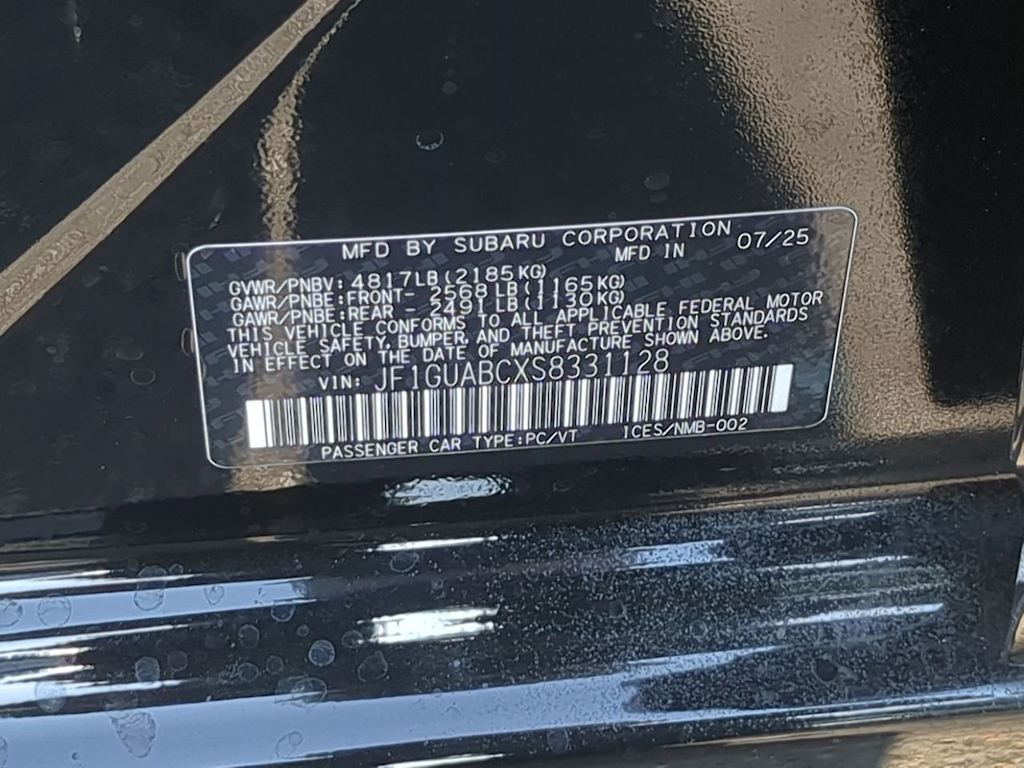 MFD BY SUBARU CORPORATION
MFD IN 07/25
GVWR/PNBV: 4817LB(2185KG)
GAWR/PNBE:FRONT- 2568LB(1165KG)
GAWR/PNBE:REAR - 2491LB(1130KG)
THIS VEHICLE CONFORMS TO ALL APPLICABLE FEDERAL MOTOR
VEHICLE SAFETY, BUMPER, AND THEFT PREVENTION STANDARDS
IN EFFECT ON THE DATE OF MANUFACTURE SHOWN ABOVE.
VIN: JF1GUABCXS8331128
PASSENGER CAR TYPE:PC/VT ICES/NMB-002